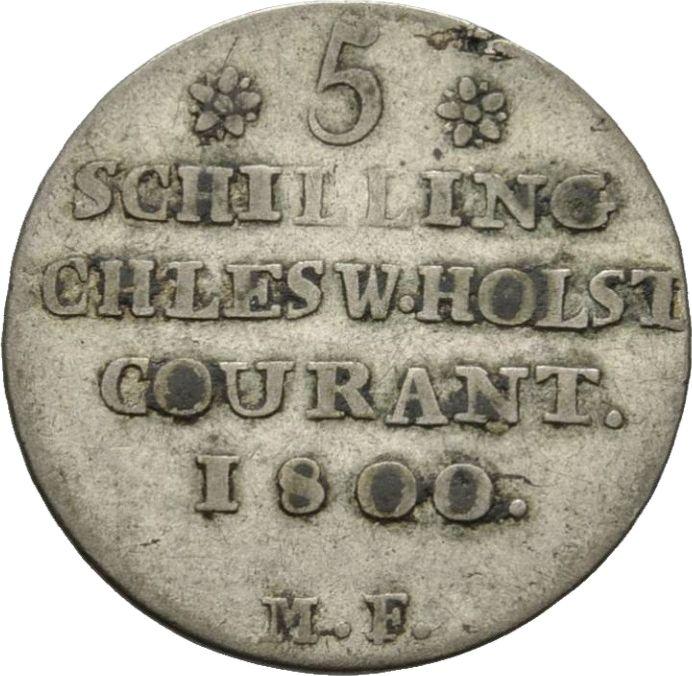 5
SCHILLING
CHLESW.HOLST
COURANT.
1800.
M.F.